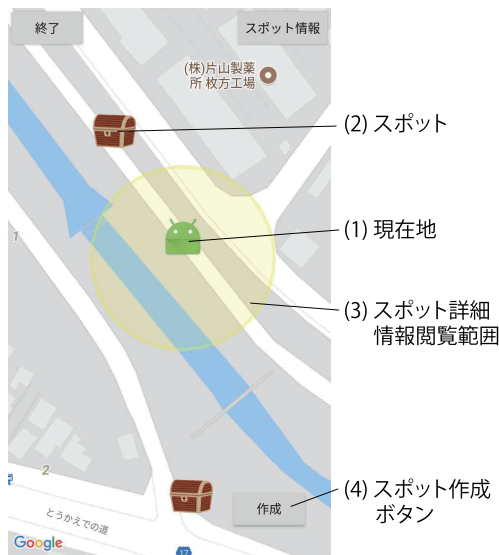 終了
スポット情報
(株)片山製薬
所 枚方工場
(2) スポット
(1) 現在地
1
(3) スポット詳細
情報閲覧範囲
2
(4) スポット作成
ボタン
作成
とうかえでの道
Google
17